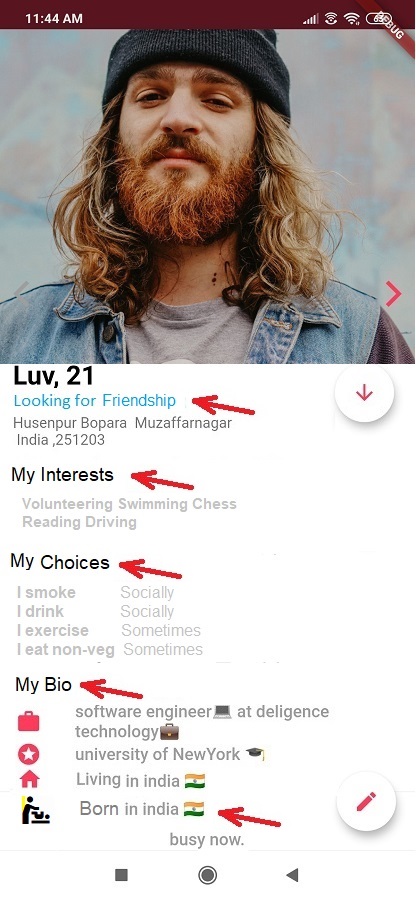 11:44 AM
63
BUG
Luv, 21
Looking for Friendship
Husenpur Bopara Muzaffarnagar
India ,251203
My Interests
Volunteering Swimming Chess
Reading Driving
My Choices
I smoke Socially
I drink Socially
I exercise Sometimes
I eat non-veg Sometimes
My Bio
software engineer💻 at deligence
technology💼
university of NewYork 🎓
Living in india 🇮🇳
Born in india 🇮🇳
busy now.